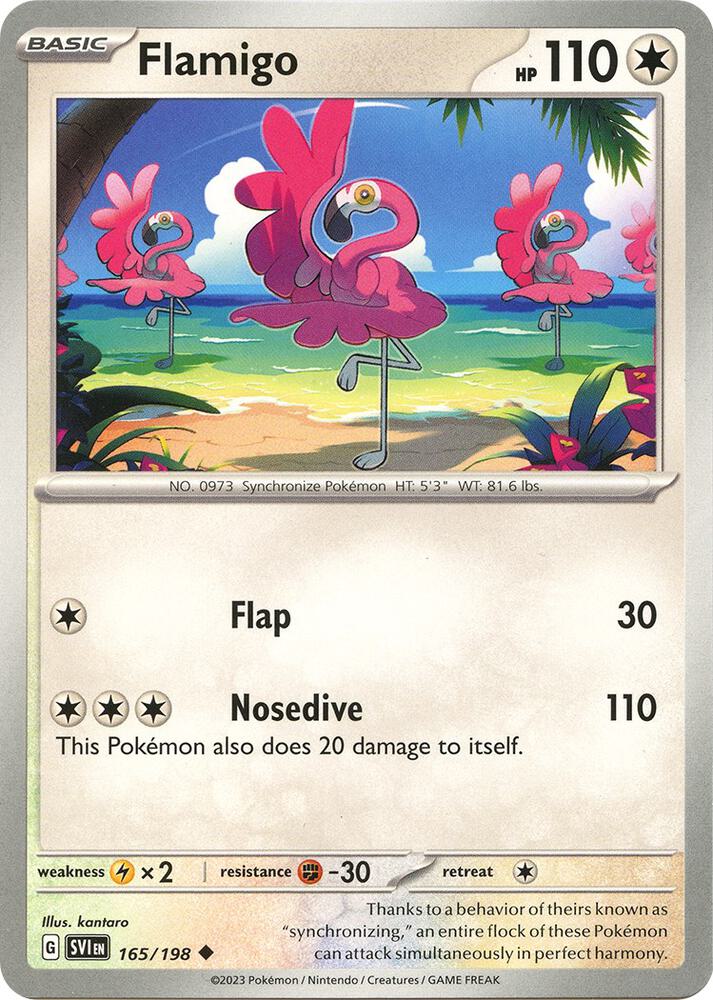 BASIC
Flamigo
HP 110
NO. 0973 Synchronize Pokémon HT: 5'3" WT: 81.6 lbs.
Flap 30
Nosedive 110
This Pokémon also does 20 damage to itself.
weakness ×2 resistance -30 retreat
Illus. kantaro
G SVI EN 165/198
Thanks to a behavior of theirs known as
“synchronizing,” an entire flock of these Pokémon
can attack simultaneously in perfect harmony.
©2023 Pokémon / Nintendo / Creatures / GAME FREAK